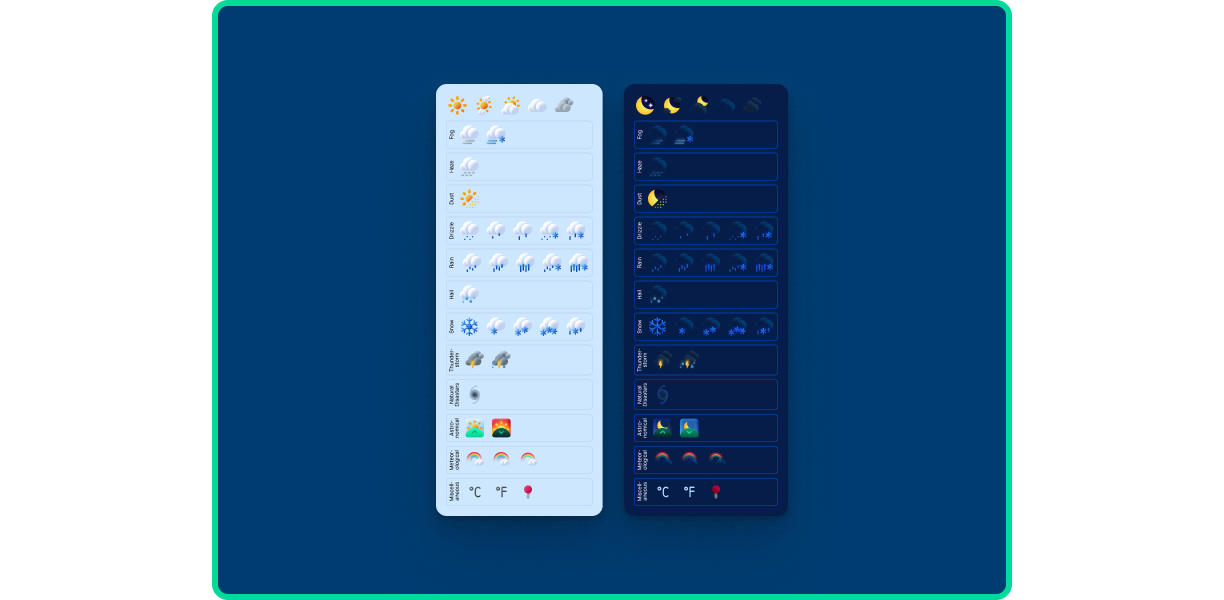 Fog
Haze
Dust
Drizzle
Rain
Hail
Snow
Thunder-
storm
Natural
Disasters
Astro-
nomical
Meteor-
ological
Miscell-
aneous
°C
°F
Fog
Haze
Dust
Drizzle
Rain
Hail
Snow
Thunder-
storm
Natural
Disasters
Astro-
nomical
Meteor-
ological
Miscell-
aneous
°C
°F